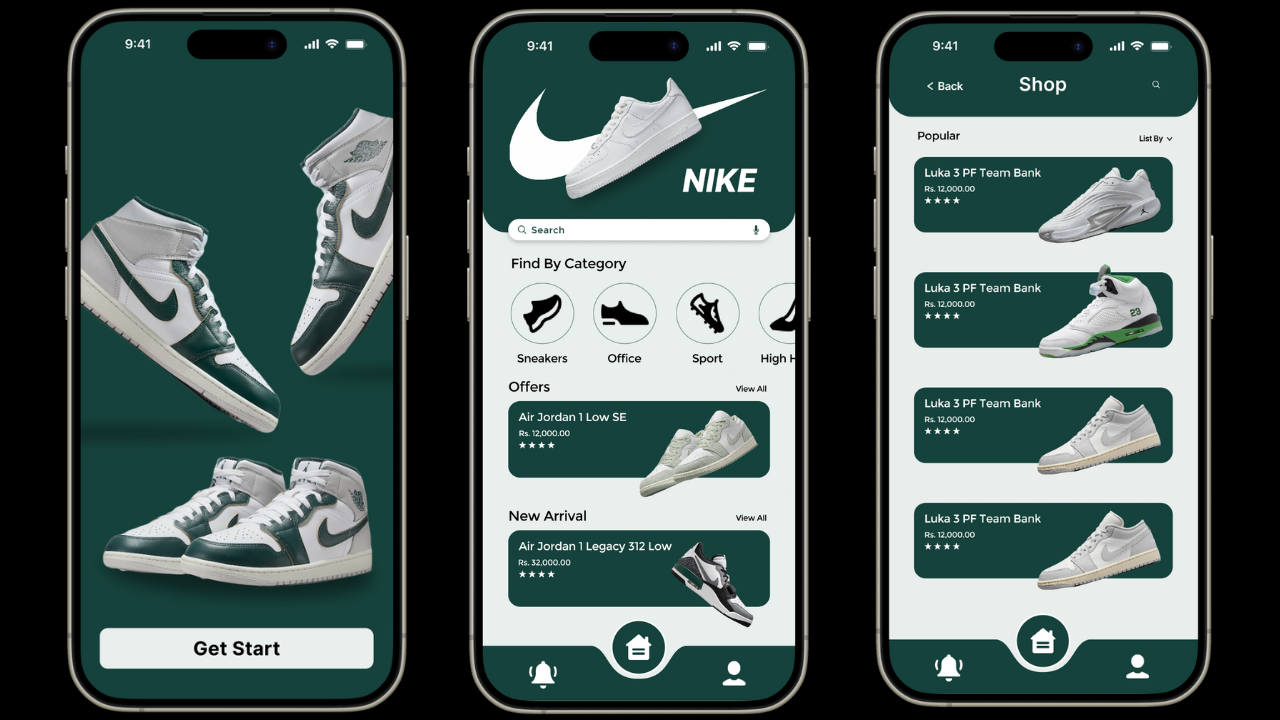 9:41
Get Start
9:41
NIKE
Search
Find By Category
Sneakers
Office
Sport
High H
Offers
View All
Air Jordan 1 Low SE
Rs. 12,000.00
New Arrival
View All
Air Jordan 1 Legacy 312 Low
Rs. 32,000.00
9:41
< Back
Shop
Popular
List By
Luka 3 PF Team Bank
Rs. 12,000.00
Luka 3 PF Team Bank
Rs. 12,000.00
23
Luka 3 PF Team Bank
Rs. 12,000.00
Luka 3 PF Team Bank
Rs. 12,000.00